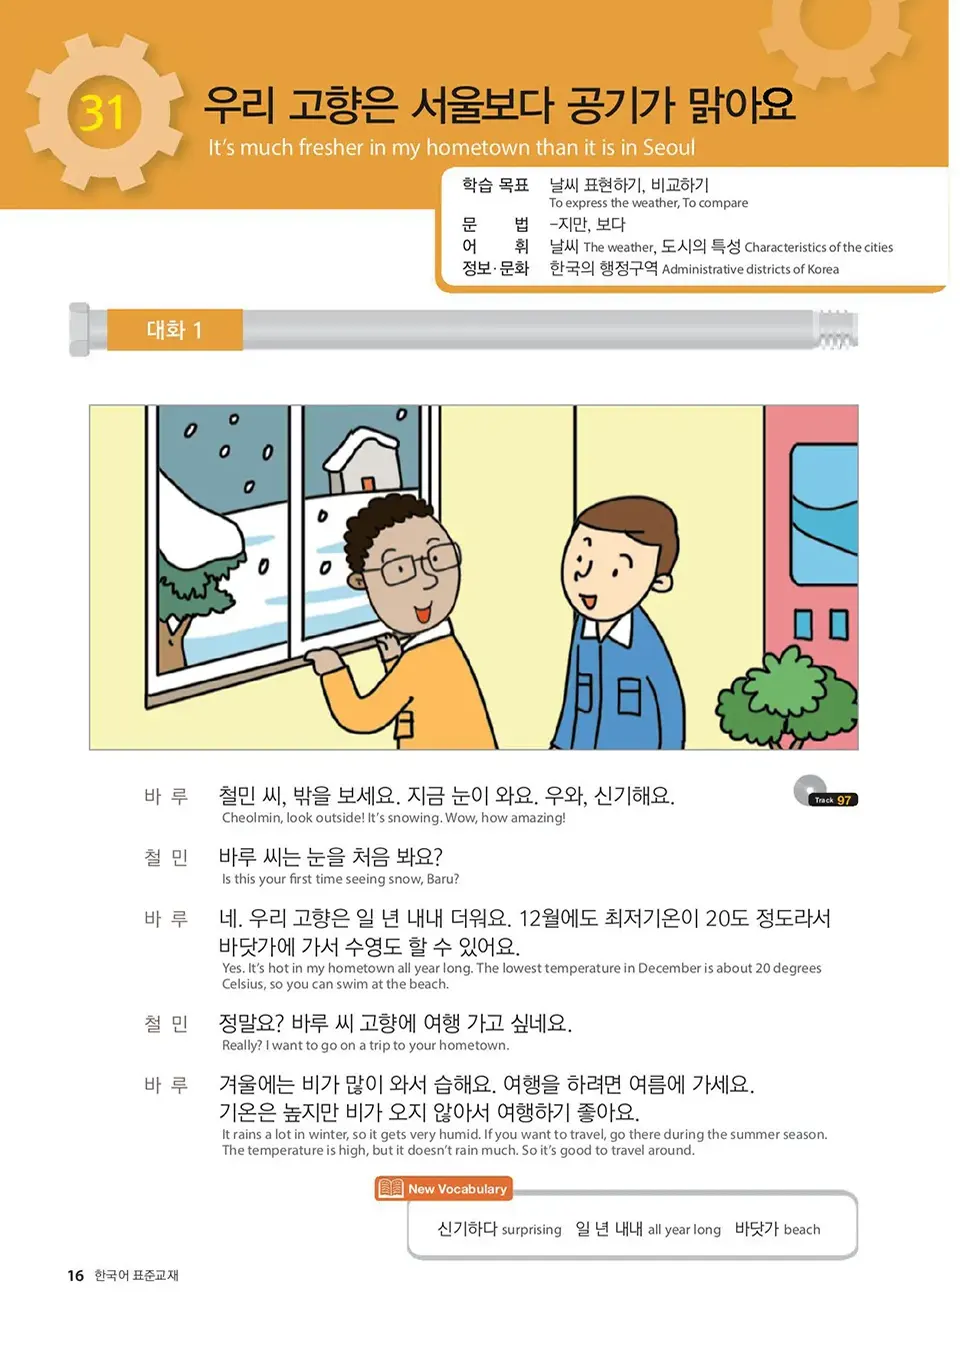 31
우리 고향은 서울보다 공기가 맑아요
It's much fresher in my hometown than it is in Seoul
학습 목표 날씨 표현하기, 비교하기
To express the weather, To compare
문 법 -지만, 보다
어 휘 날씨 The weather, 도시의 특성 Characteristics of the cities
정보·문화 한국의 행정구역 Administrative districts of Korea
대화 1
바 루 철민 씨, 밖을 보세요. 지금 눈이 와요. 우와, 신기해요.
Track 97
Cheolmin, look outside! It's snowing. Wow, how amazing!
철 민 바루 씨는 눈을 처음 봐요?
Is this your first time seeing snow, Baru?
바 루 네. 우리 고향은 일 년 내내 더워요. 12월에도 최저기온이 20도 정도라서
바닷가에 가서 수영도 할 수 있어요.
Yes. It's hot in my hometown all year long. The lowest temperature in December is about 20 degrees
Celsius, so you can swim at the beach.
철 민 정말요? 바루 씨 고향에 여행 가고 싶네요.
Really? I want to go on a trip to your hometown.
바 루 겨울에는 비가 많이 와서 습해요. 여행을 하려면 여름에 가세요.
기온은 높지만 비가 오지 않아서 여행하기 좋아요.
It rains a lot in winter, so it gets very humid. If you want to travel, go there during the summer season.
The temperature is high, but it doesn't rain much. So it's good to travel around.
New Vocabulary
신기하다 surprising 일 년 내내 all year long 바닷가 beach
16 한국어 표준교재